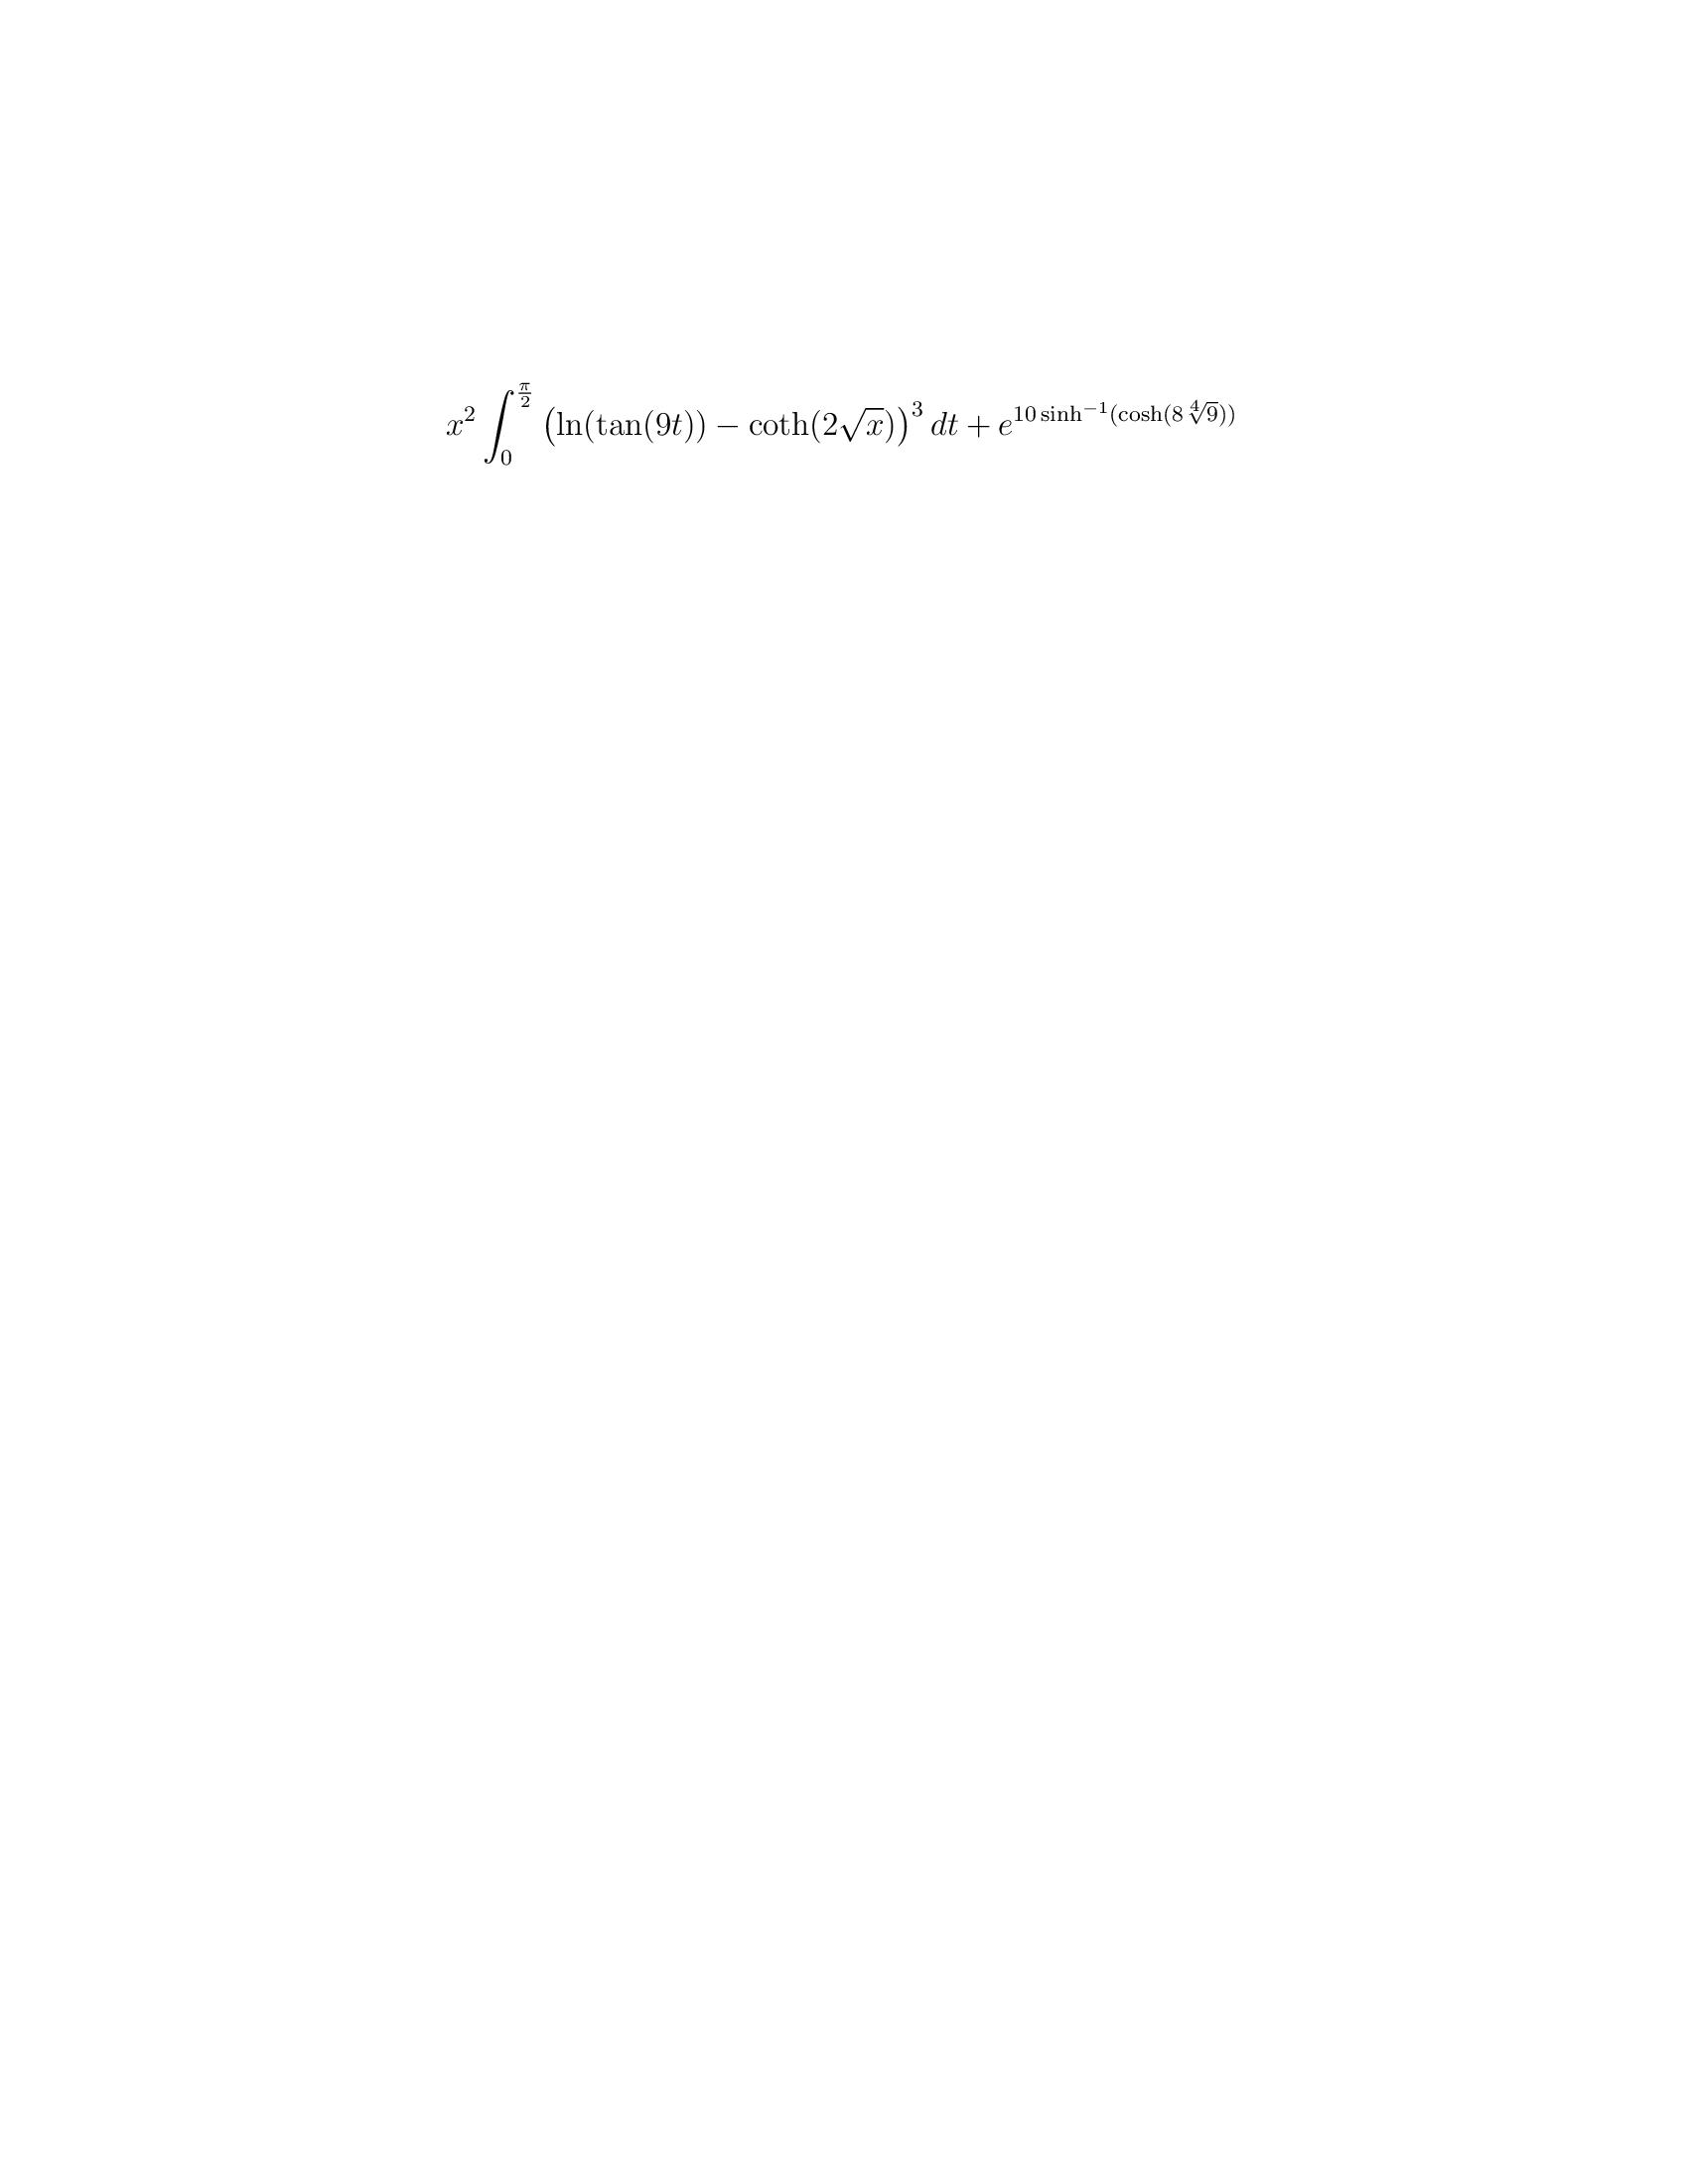 x^2 \int_0^{\frac{\pi}{2}} \left( \ln(\tan(9t)) - \coth(2\sqrt{x}) \right)^3 dt + e^{10 \sinh^{-1}(\cosh(8\sqrt[4]{9}))}